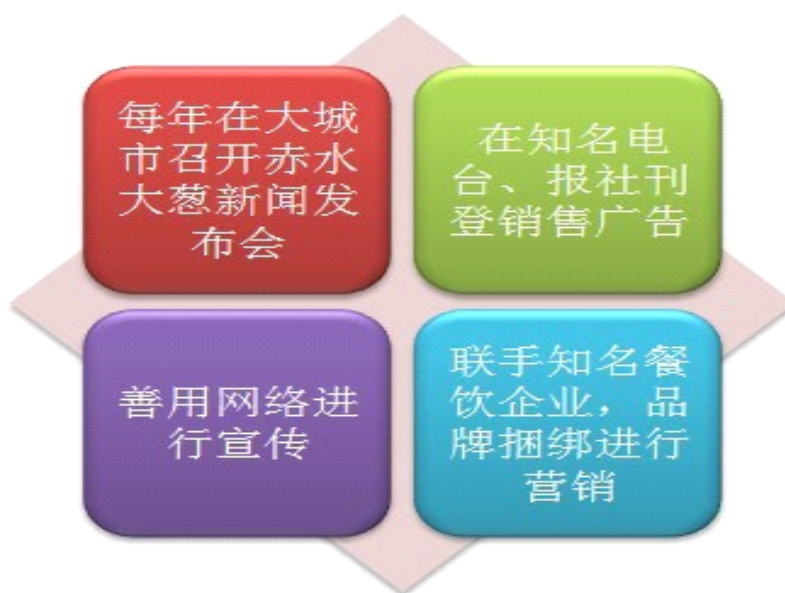 每年在大城
市召开赤水
大葱新闻发
布会
在知名电
台、报社刊
登销售广告
善用网络进
行宣传
联手知名餐
饮企业，品
牌捆绑进行
营销